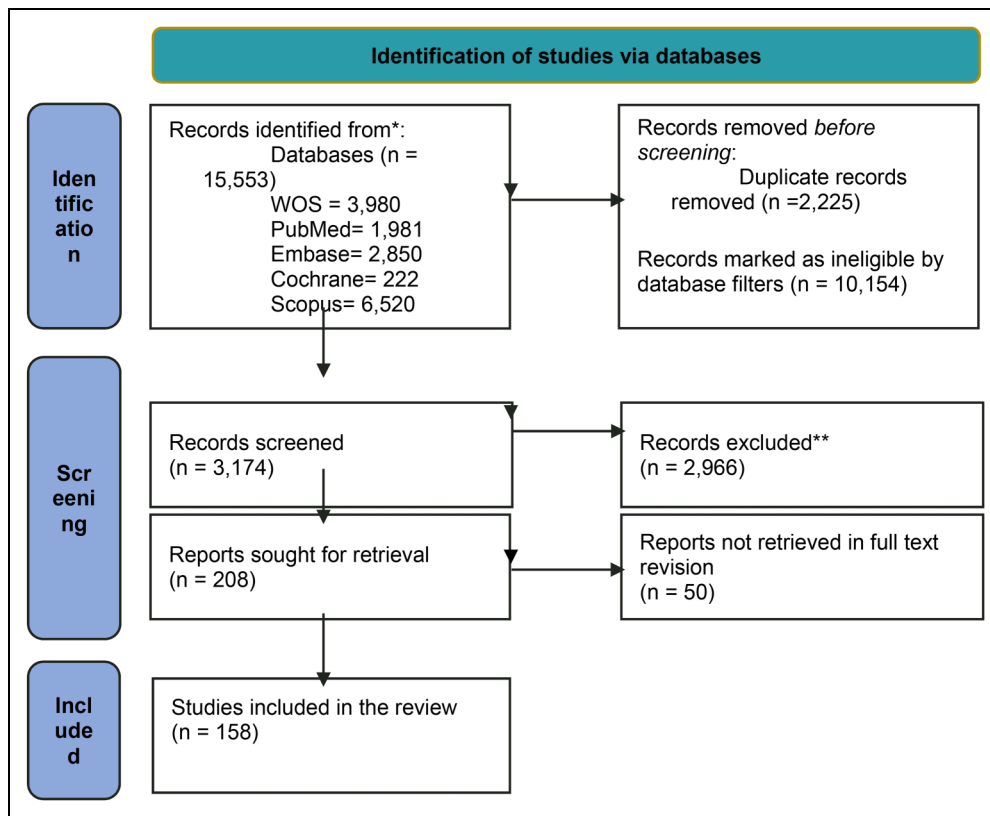 Identification of studies via databases
Iden
tific
atio
n
Records identified from*:
Databases (n =
15,553)
WOS = 3,980
PubMed= 1,981
Embase= 2,850
Cochrane= 222
Scopus= 6,520
Records removed before
screening:
Duplicate records
removed (n =2,225)
Records marked as ineligible by
database filters (n = 10,154)
Scr
eeni
ng
Records screened
(n = 3,174)
Records excluded**
(n = 2,966)
Reports sought for retrieval
(n = 208)
Reports not retrieved in full text
revision
(n = 50)
Incl
ude
d
Studies included in the review
(n = 158)